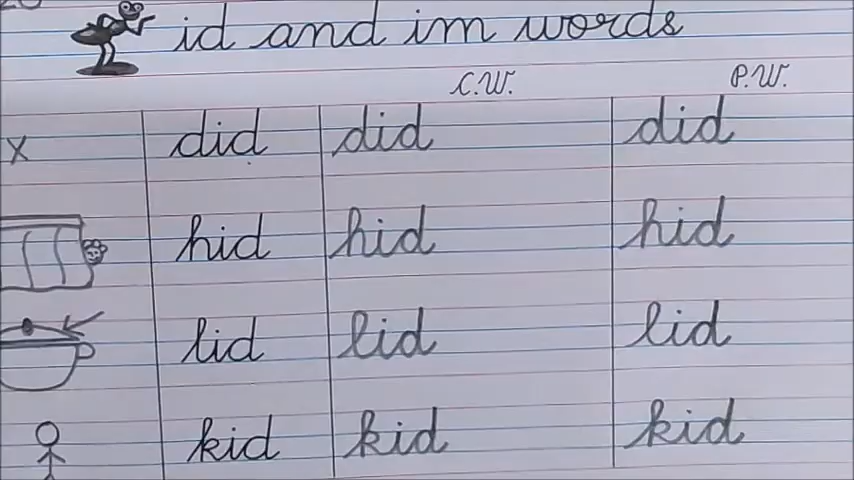 id and im words
C.W. P.W.
x did did did
hid hid hid
lid lid lid
kid kid kid